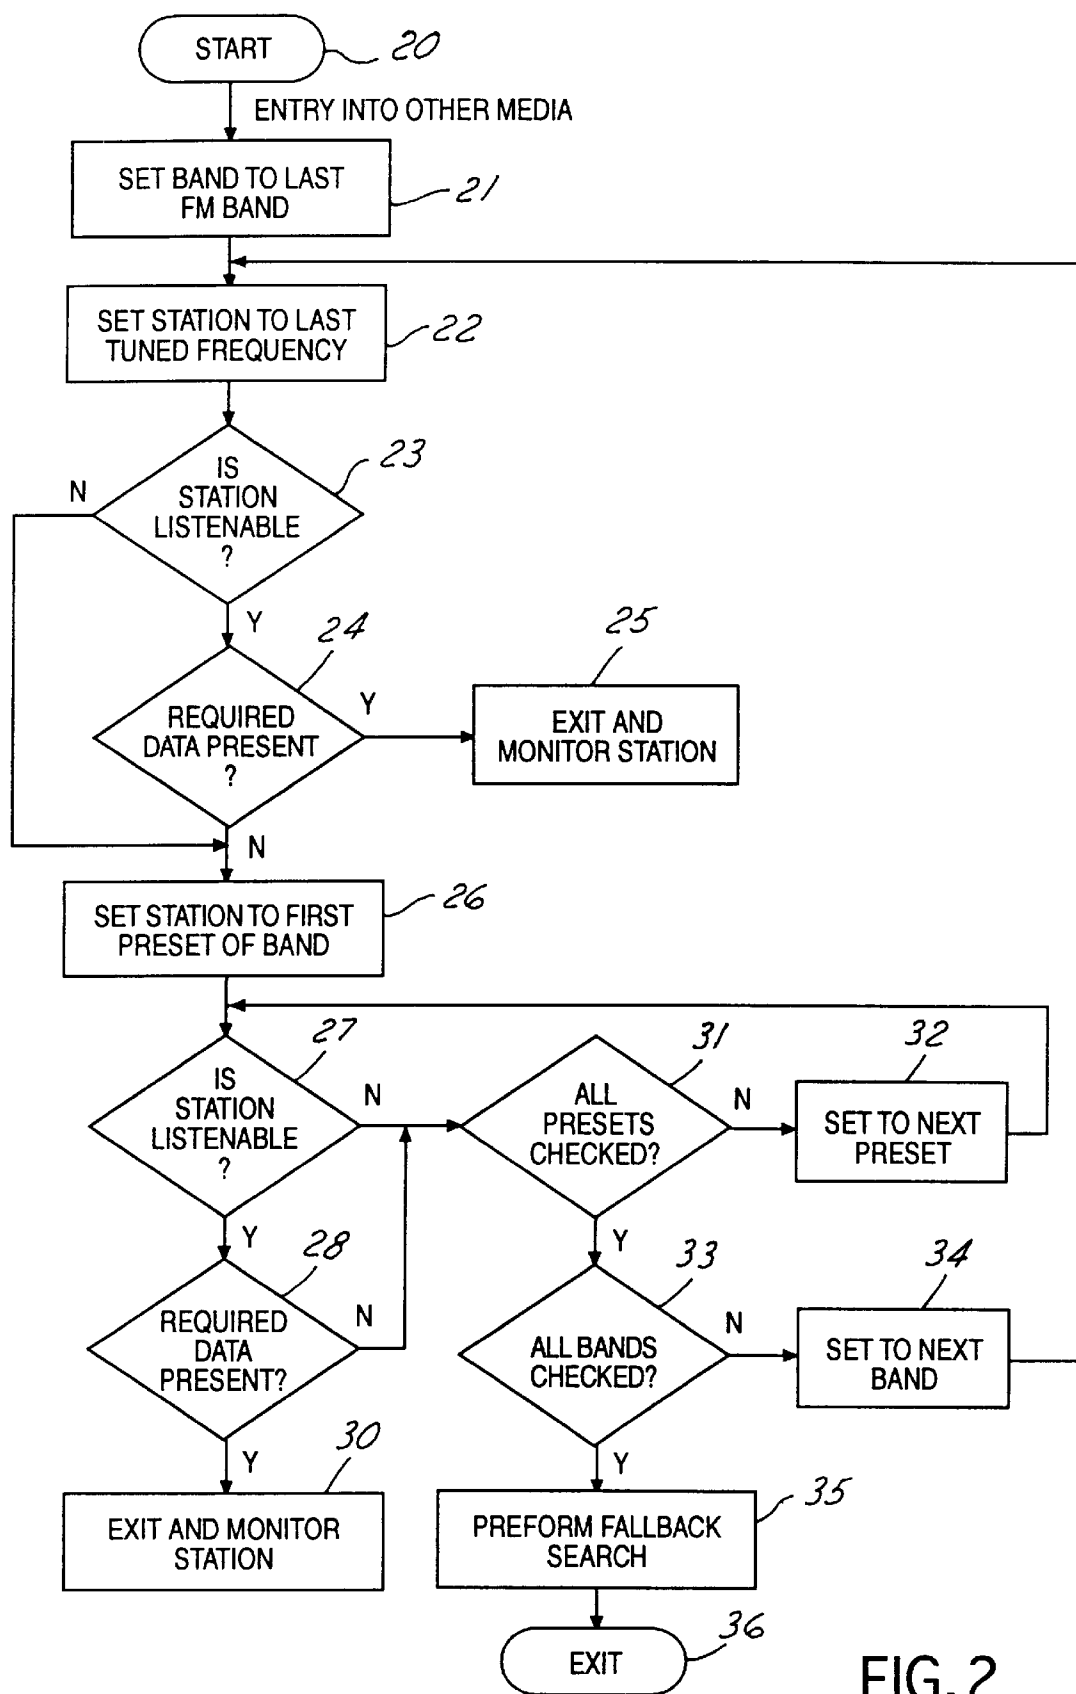 START
20
ENTRY INTO OTHER MEDIA
SET BAND TO LAST
FM BAND
21
SET STATION TO LAST
TUNED FREQUENCY
22
IS
STATION
LISTENABLE
?
23
N
Y
24
REQUIRED
DATA PRESENT
?
Y
25
EXIT AND
MONITOR STATION
N
SET STATION TO FIRST
PRESET OF BAND
26
IS
STATION
LISTENABLE
?
27
N
31
ALL
PRESETS
CHECKED?
N
32
SET TO NEXT
PRESET
Y
28
REQUIRED
DATA
PRESENT?
N
Y
33
ALL BANDS
CHECKED?
N
34
SET TO NEXT
BAND
Y
30
EXIT AND MONITOR
STATION
Y
PREFORM FALLBACK
SEARCH
35
EXIT
36
FIG. 2